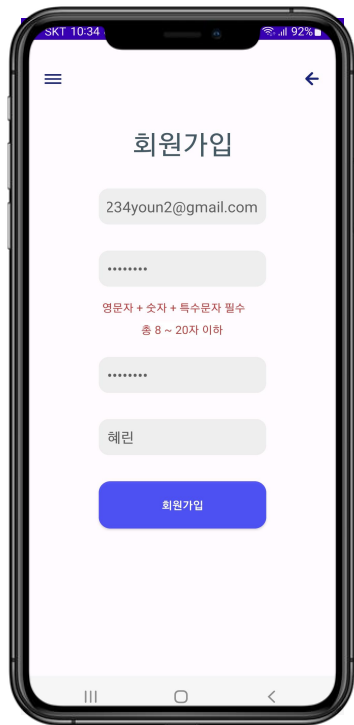 SKT 10:34
92%
회원가입
234youn2@gmail.com
••••••••
영문자 + 숫자 + 특수문자 필수
총 8 ~ 20자 이하
••••••••
혜린
회원가입